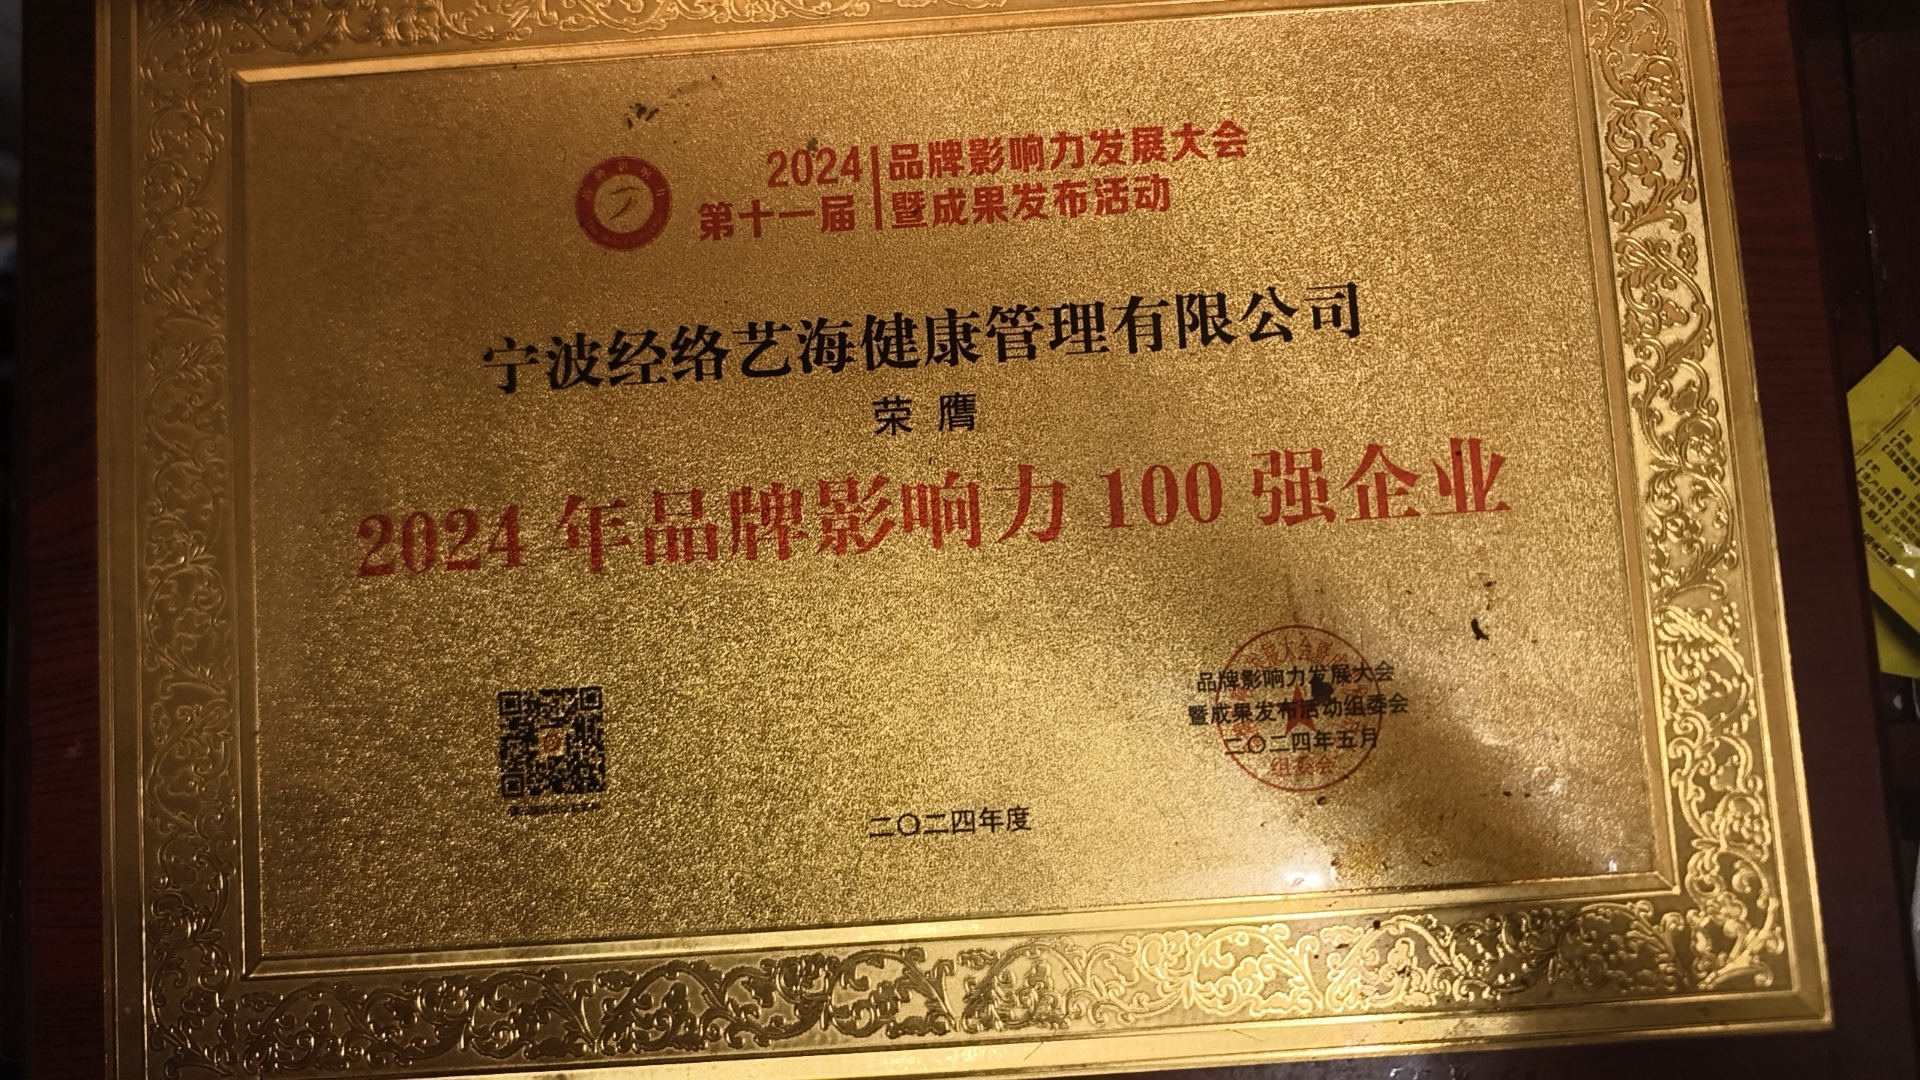 2024
第十一届
品牌影响力发展大会
暨成果发布活动
宁波经络艺海健康管理有限公司
荣膺
2024年品牌影响力100强企业
品牌影响力发展大会
暨成果发布活动组委会
二〇二四年五月
组委会
二〇二四年度